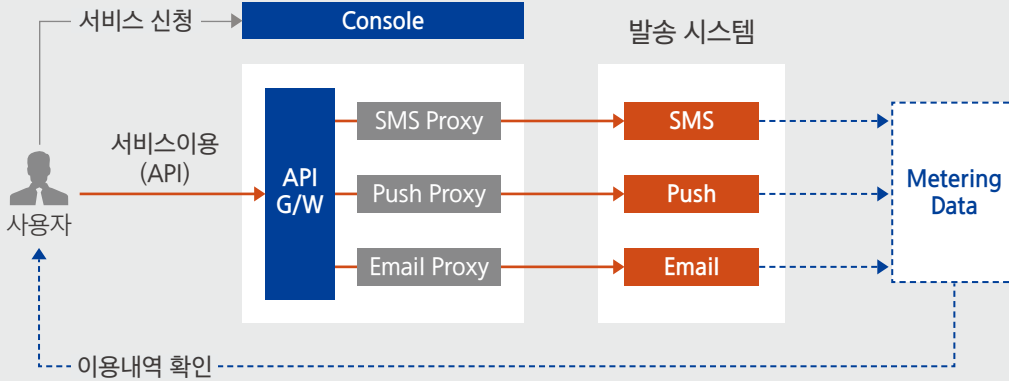 서비스 신청
Console
발송 시스템
서비스이용
(API)
API
G/W
SMS Proxy
Push Proxy
Email Proxy
SMS
Push
Email
Metering
Data
사용자
이용내역 확인